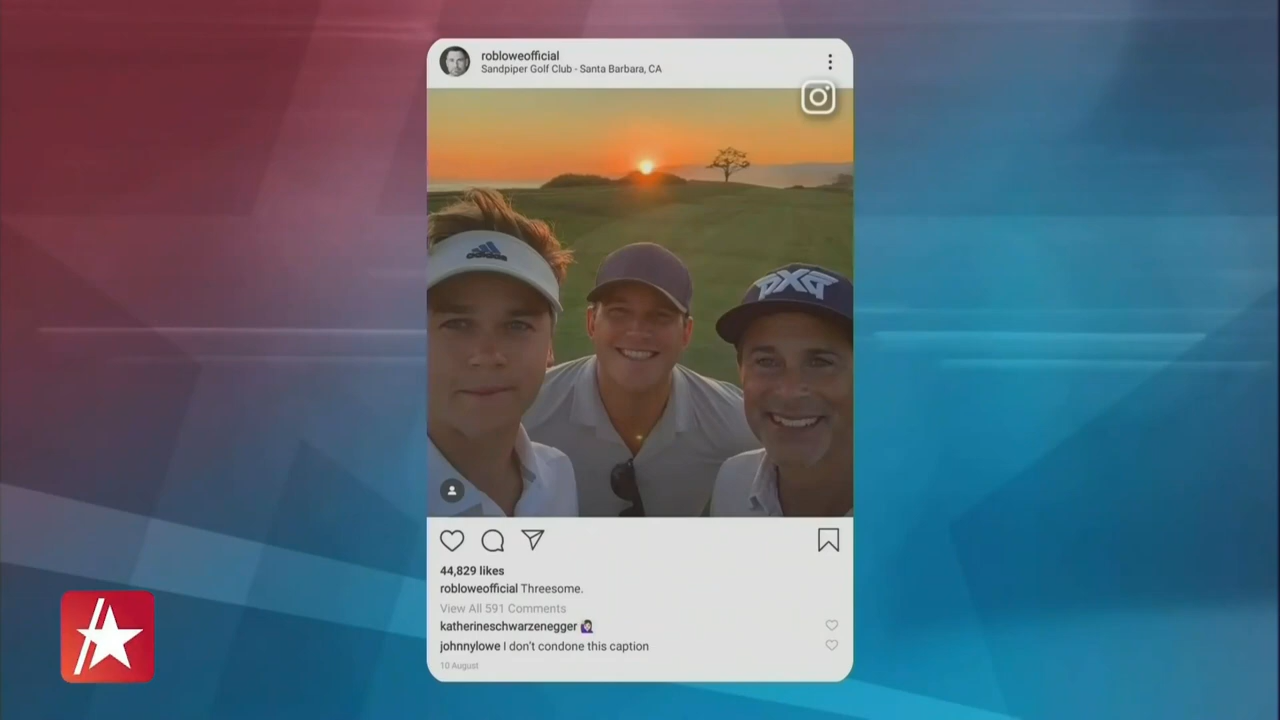 robloweofficial
Sandpiper Golf Club - Santa Barbara, CA
adidas
PXG
44,829 likes
robloweofficial Threesome.
View All 591 Comments
katherineschwarzenegger 🙋🏻‍♀️
johnnylowe I don't condone this caption
10 August